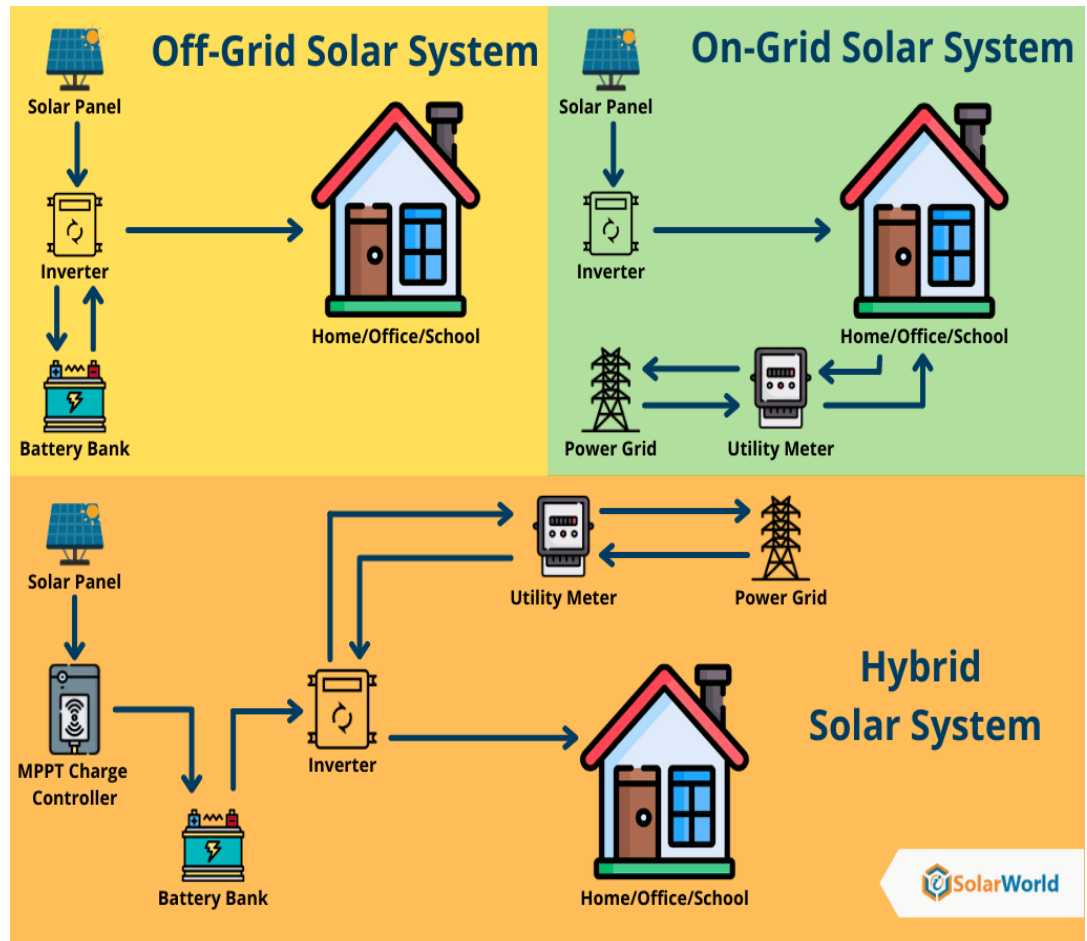 Off-Grid Solar System
Solar Panel
Inverter
Home/Office/School
Battery Bank
On-Grid Solar System
Solar Panel
Inverter
Home/Office/School
Power Grid
Utility Meter
Solar Panel
Utility Meter
Power Grid
Hybrid
Solar System
MPPT Charge
Controller
Inverter
Battery Bank
Home/Office/School
SolarWorld